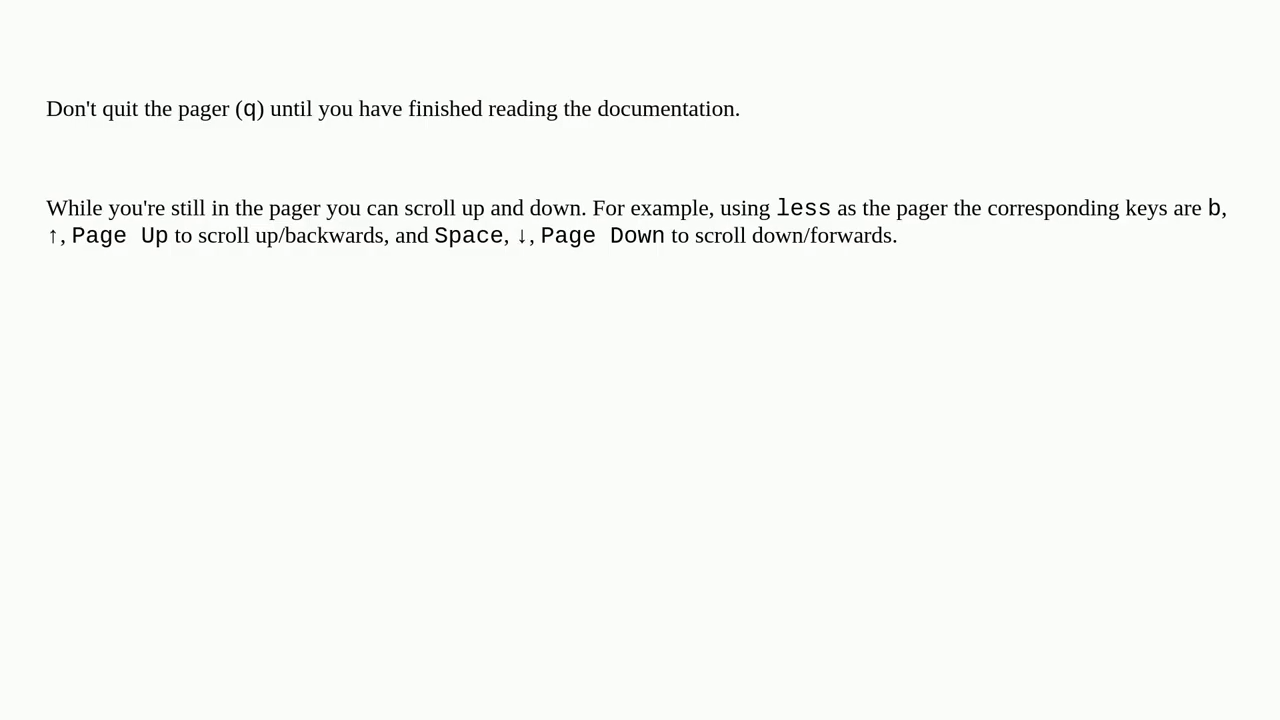 Don't quit the pager (q) until you have finished reading the documentation.
While you're still in the pager you can scroll up and down. For example, using less as the pager the corresponding keys are b,
↑, Page Up to scroll up/backwards, and Space, ↓, Page Down to scroll down/forwards.